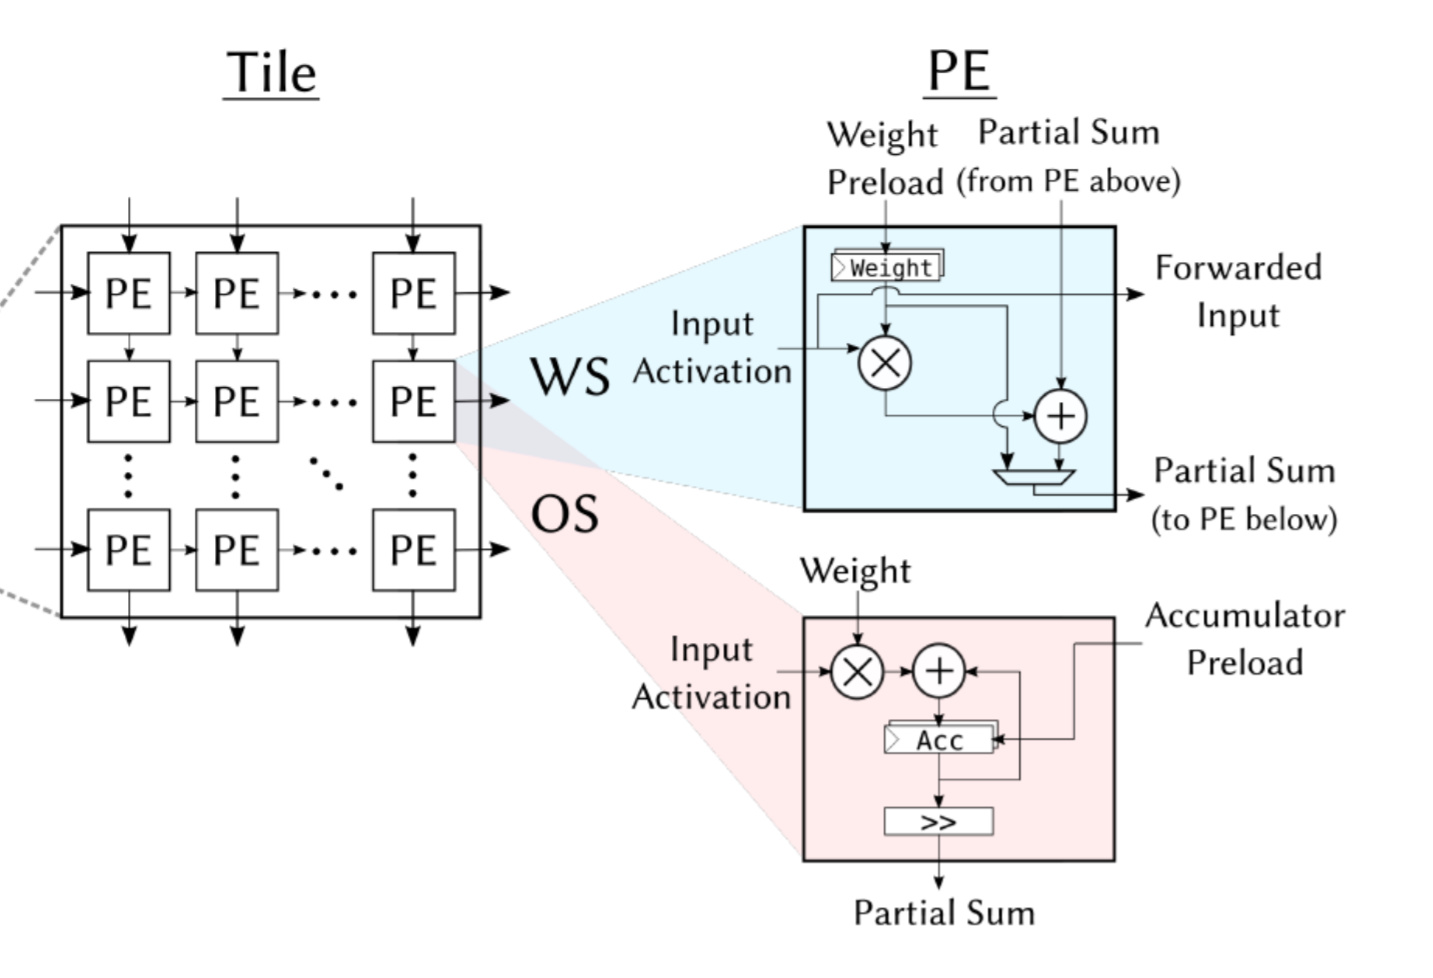 Tile
PE
Weight
Preload
Partial Sum
(from PE above)
PE PE PE
PE PE PE
PE PE PE
WS
OS
Input
Activation
Weight
×
+
Forwarded
Input
Partial Sum
(to PE below)
Weight
Input
Activation
×
+
Acc
>>
Accumulator
Preload
Partial Sum